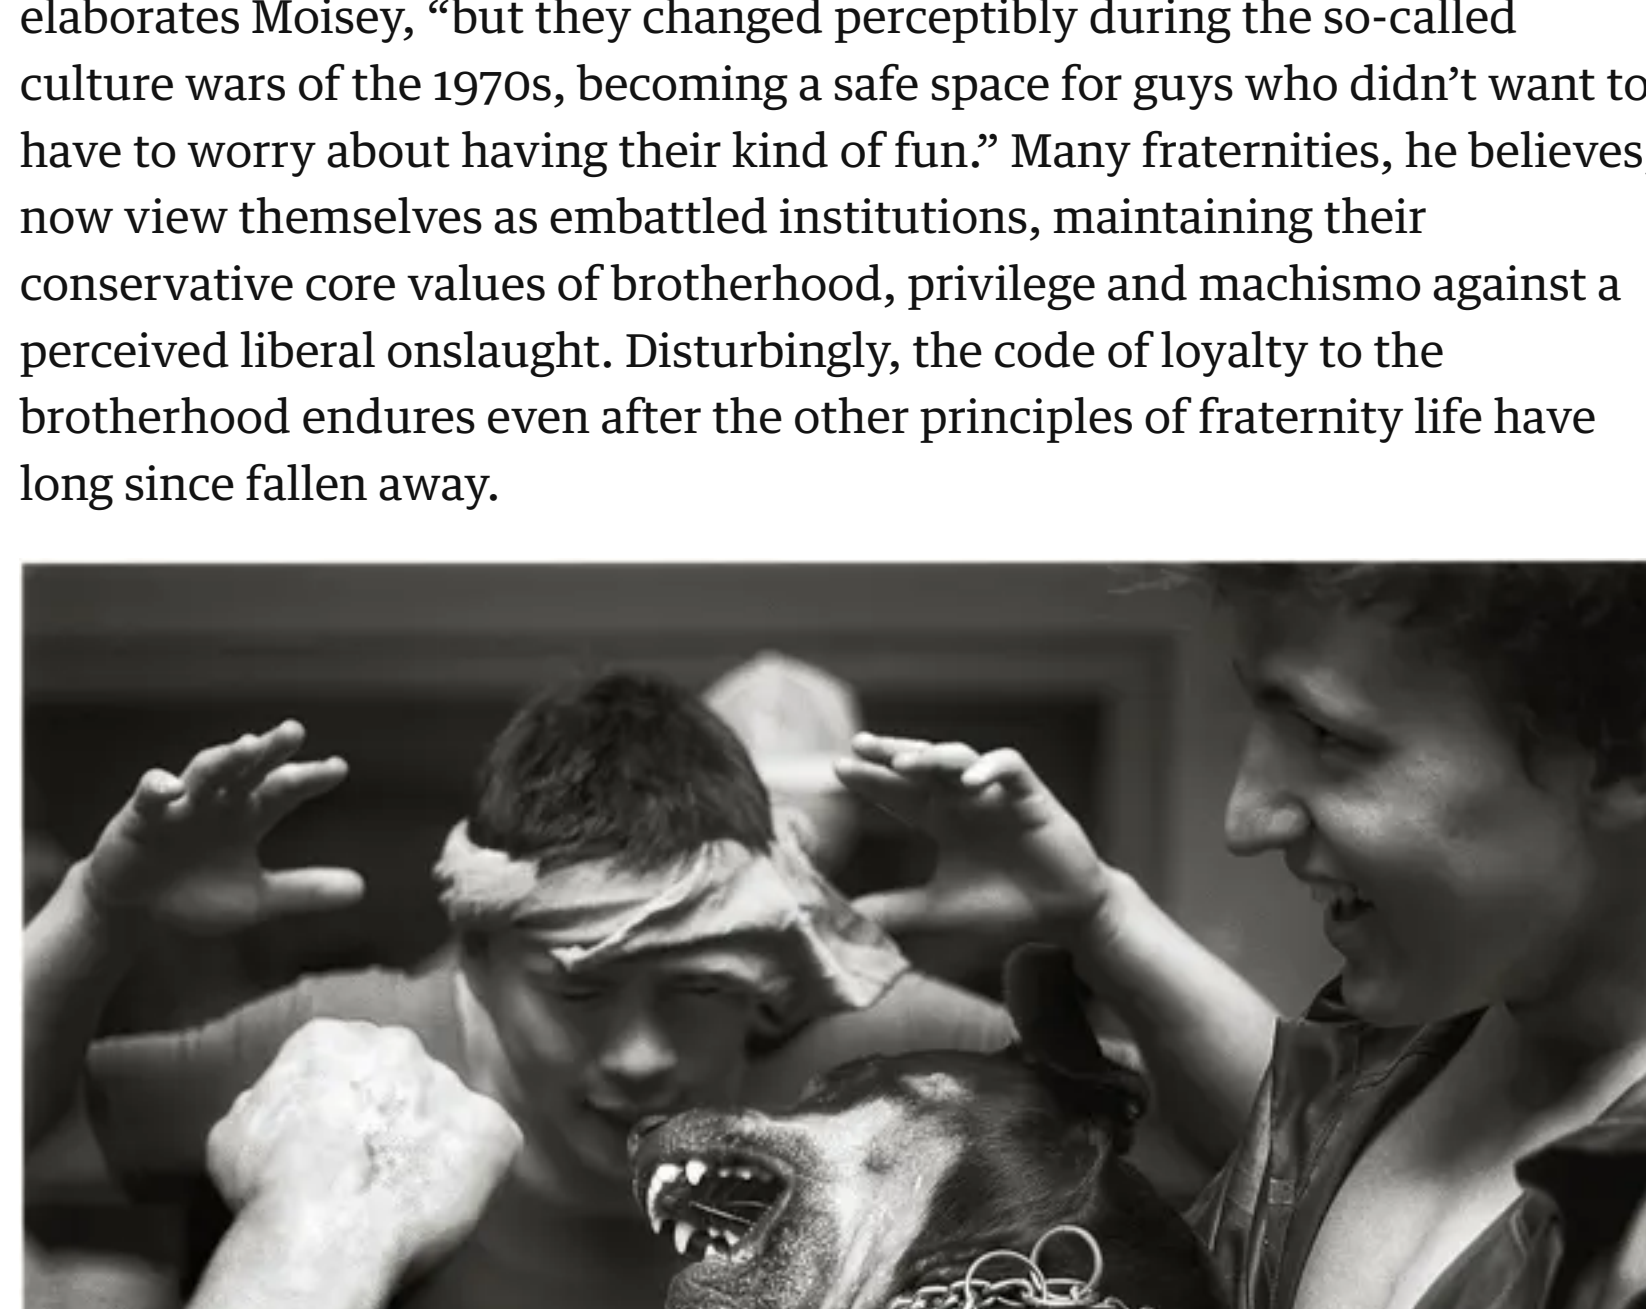 elaborates Moisey, “but they changed perceptibly during the so-called
culture wars of the 1970s, becoming a safe space for guys who didn’t want to
have to worry about having their kind of fun.” Many fraternities, he believes,
now view themselves as embattled institutions, maintaining their
conservative core values of brotherhood, privilege and machismo against a
perceived liberal onslaught. Disturbingly, the code of loyalty to the
brotherhood endures even after the other principles of fraternity life have
long since fallen away.